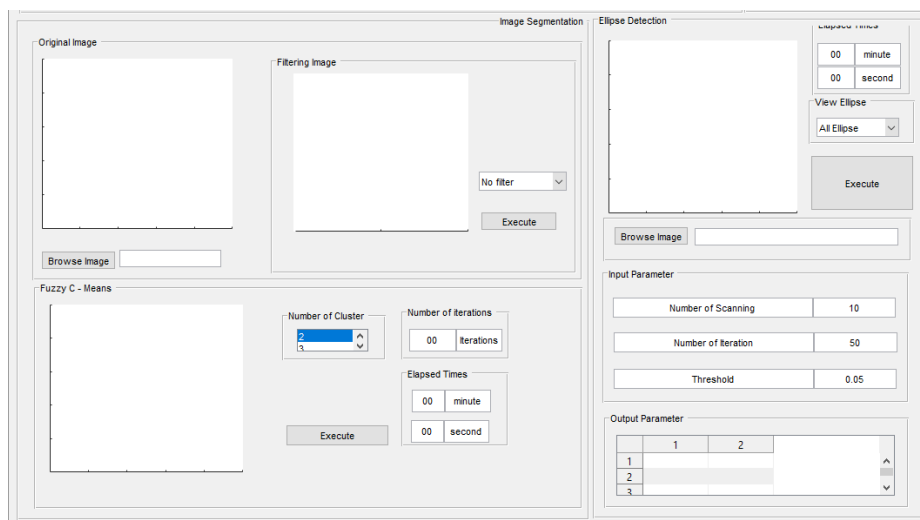 Image Segmentation
Original Image
Filtering Image
No filter
Execute
Browse Image
Fuzzy C - Means
Number of Cluster
2
3
Number of iterations
00 Iterations
Elapsed Times
00 minute
00 second
Execute
Ellipse Detection
Elapsed Times
00 minute
00 second
View Ellipse
All Ellipse
Execute
Browse Image
Input Parameter
Number of Scanning 10
Number of Iteration 50
Threshold 0.05
Output Parameter
1 2
1
2
3